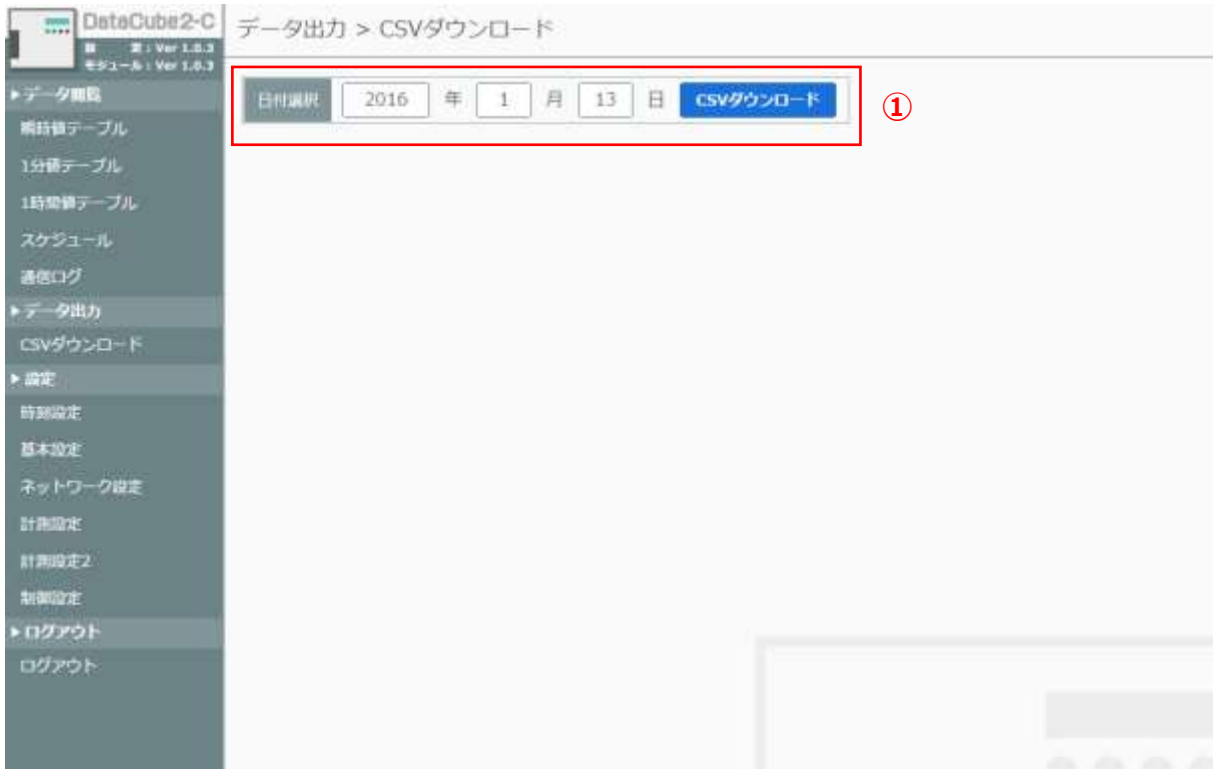 DataCube2-C
: Ver 1.0.3
モジュール : Ver 1.0.3
データ出力 > CSVダウンロード
日付選択 2016 年 1 月 13 日 CSVダウンロード
①
▶データ閲覧
瞬時値テーブル
1分値テーブル
1時間値テーブル
スケジュール
通信ログ
▶データ出力
CSVダウンロード
▶設定
時刻設定
基本設定
ネットワーク設定
計測設定
計測設定2
制御設定
▶ログアウト
ログアウト